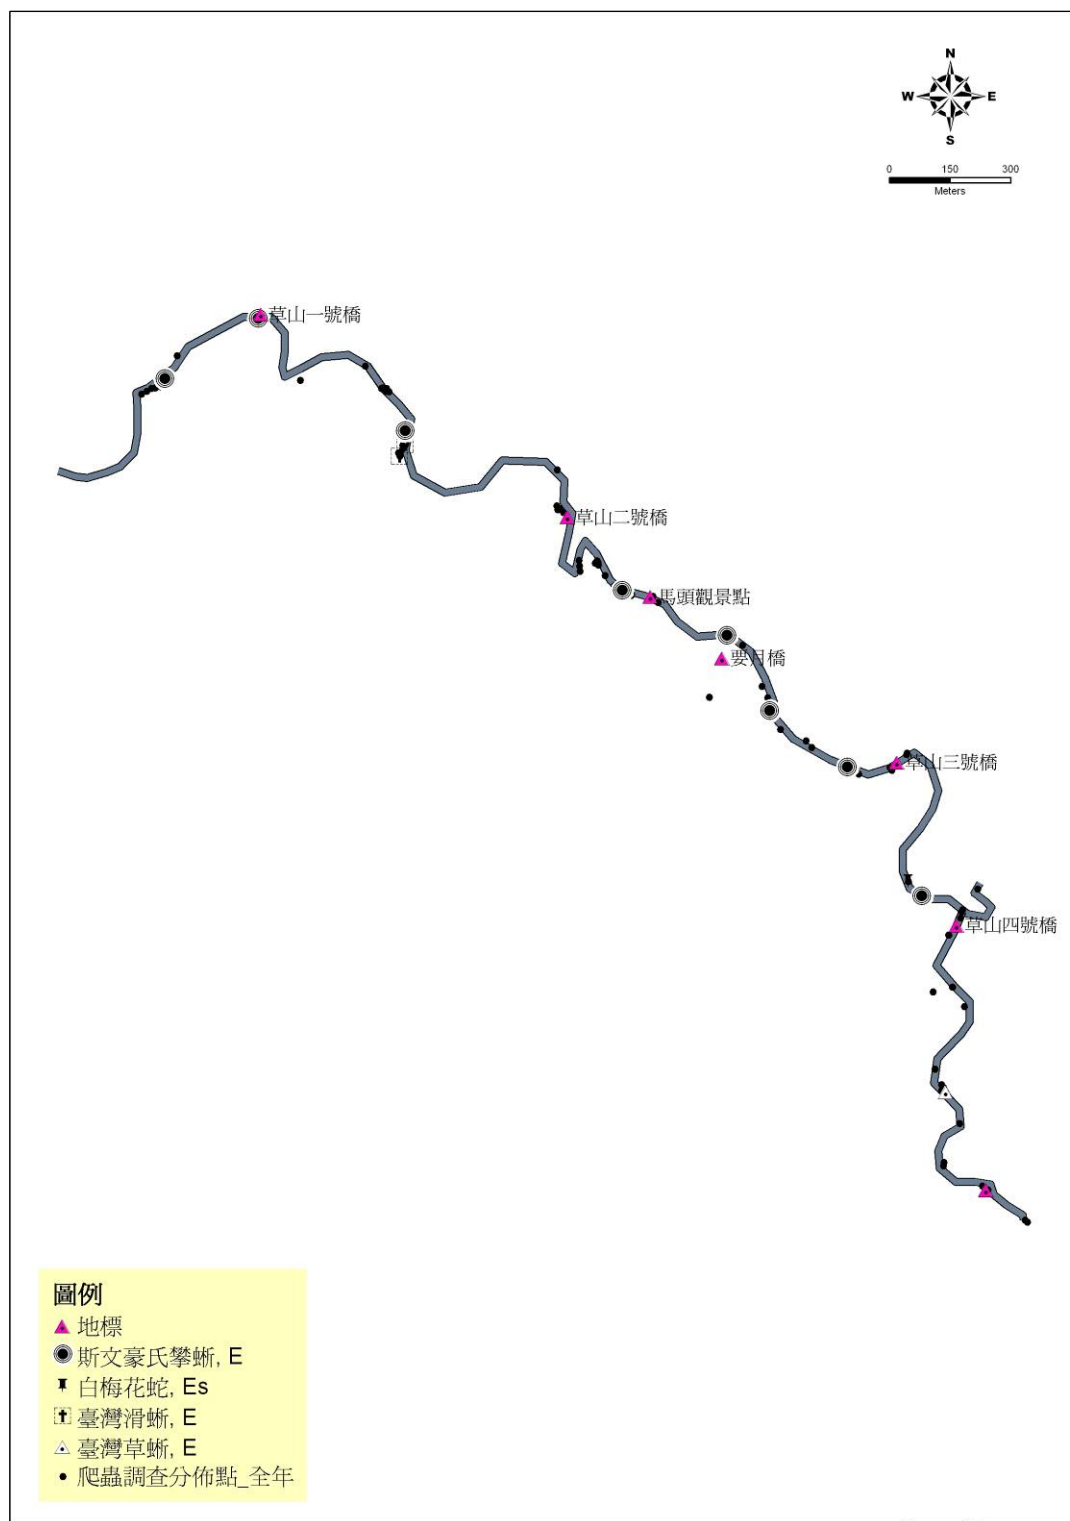 N
W E
S
0 150 300
Meters
草山一號橋
草山二號橋
馬頭觀景點
要月橋
草山三號橋
草山四號橋
圖例
地標
斯文豪氏攀蜥, E
白梅花蛇, Es
臺灣滑蜥, E
臺灣草蜥, E
爬蟲調查分佈點_全年